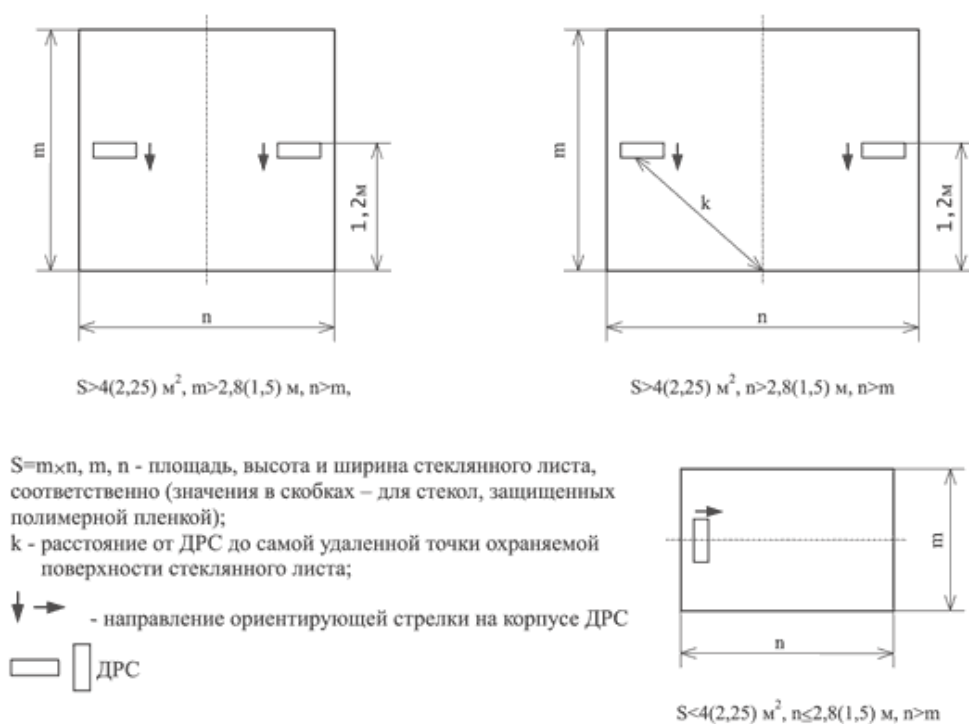 m
1,2м
n
S>4(2,25) м², m>2,8(1,5) м, n>m,
m
k
1,2м
n
S>4(2,25) м², n>2,8(1,5) м, n>m
S=m×n, m, n - площадь, высота и ширина стеклянного листа,
соответственно (значения в скобках – для стекол, защищенных
полимерной пленкой);
k - расстояние от ДРС до самой удаленной точки охраняемой
поверхности стеклянного листа;
- направление ориентирующей стрелки на корпусе ДРС
ДРС
m
n
S<4(2,25) м², n≤2,8(1,5) м, n>m